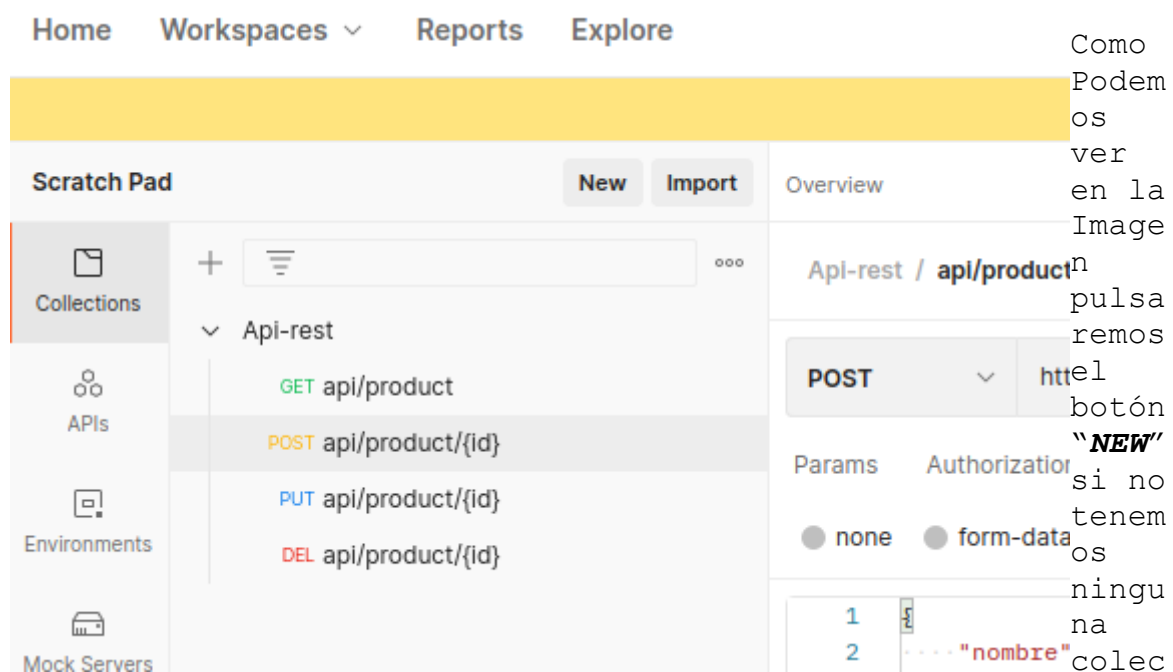 Home Workspaces Reports Explore
Scratch Pad New Import Overview
Collections
Api-rest / api/product
Api-rest
GET api/product
POST htt
APIs
POST api/product/{id}
Params Authorization
PUT api/product/{id}
Environments
none form-data
DEL api/product/{id}
1 {
2 "nombre"
Mock Servers
Como
Podem
os
ver
en la
Image
n
pulsa
remos
el
botón
“NEW”
si no
tenem
os
ningu
na
colec